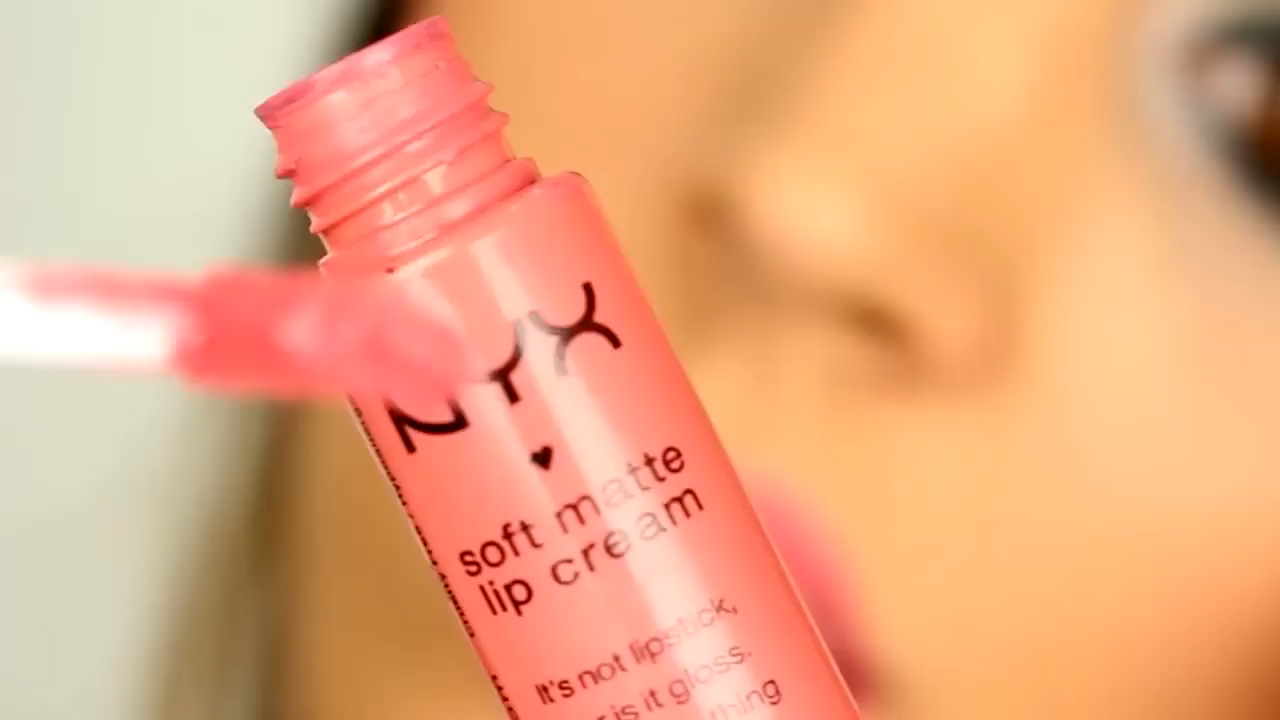 NYX
soft matte
lip cream
It's not lipstick,
is it gloss.